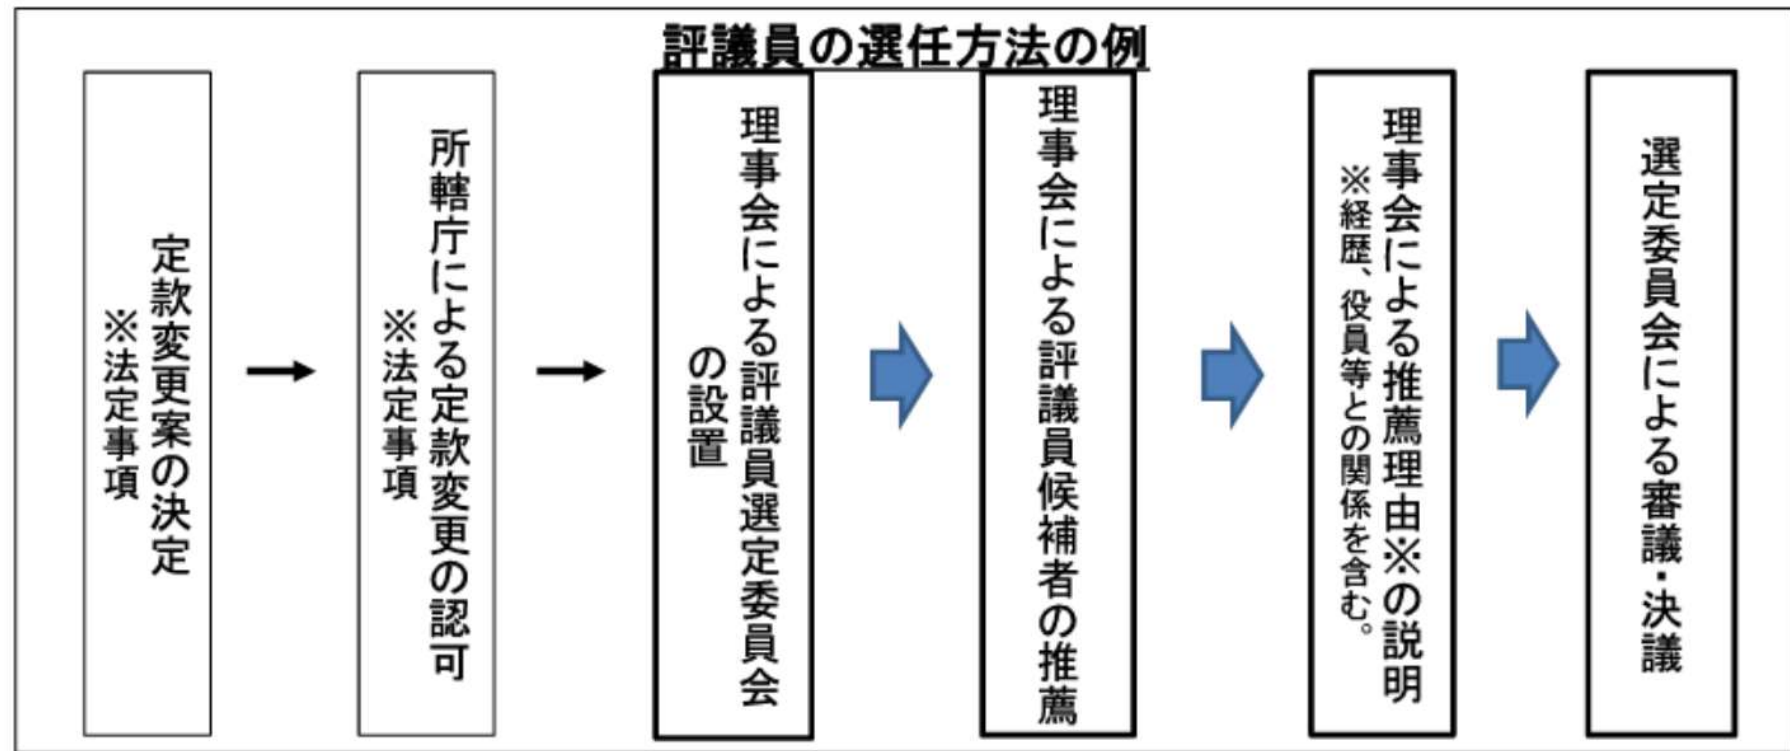 評議員の選任方法の例
定款変更案の決定
※法定事項
所轄庁による定款変更の認可
※法定事項
理事会による評議員選定委員会
の設置
理事会による評議員候補者の推薦
理事会による推薦理由※の説明
※経歴、役員等との関係を含む。
選定委員会による審議・決議